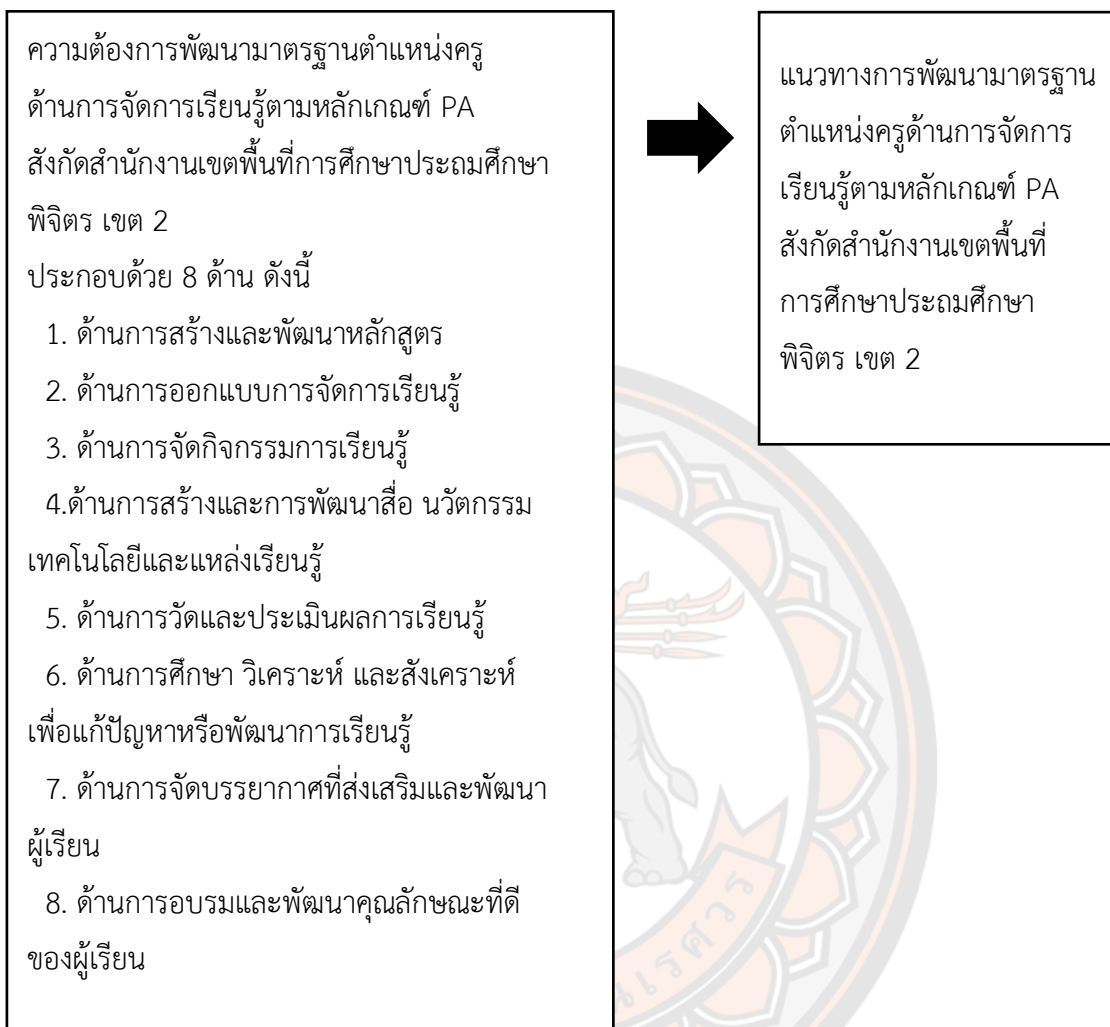 ความต้องการพัฒนามาตรฐานตำแหน่งครู
ด้านการจัดการเรียนรู้ตามหลักเกณฑ์ PA
สังกัดสำนักงานเขตพื้นที่การศึกษาประถมศึกษา
พิจิตร เขต 2
ประกอบด้วย 8 ด้าน ดังนี้
1. ด้านการสร้างและพัฒนาหลักสูตร
2. ด้านการออกแบบการจัดการเรียนรู้
3. ด้านการจัดกิจกรรมการเรียนรู้
4.ด้านการสร้างและการพัฒนาสื่อ นวัตกรรม
เทคโนโลยีและแหล่งเรียนรู้
5. ด้านการวัดและประเมินผลการเรียนรู้
6. ด้านการศึกษา วิเคราะห์ และสังเคราะห์
เพื่อแก้ปัญหาหรือพัฒนาการเรียนรู้
7. ด้านการจัดบรรยากาศที่ส่งเสริมและพัฒนา
ผู้เรียน
8. ด้านการอบรมและพัฒนาคุณลักษณะที่ดี
ของผู้เรียน
แนวทางการพัฒนามาตรฐาน
ตำแหน่งครูด้านการจัดการ
เรียนรู้ตามหลักเกณฑ์ PA
สังกัดสำนักงานเขตพื้นที่
การศึกษาประถมศึกษา
พิจิตร เขต 2